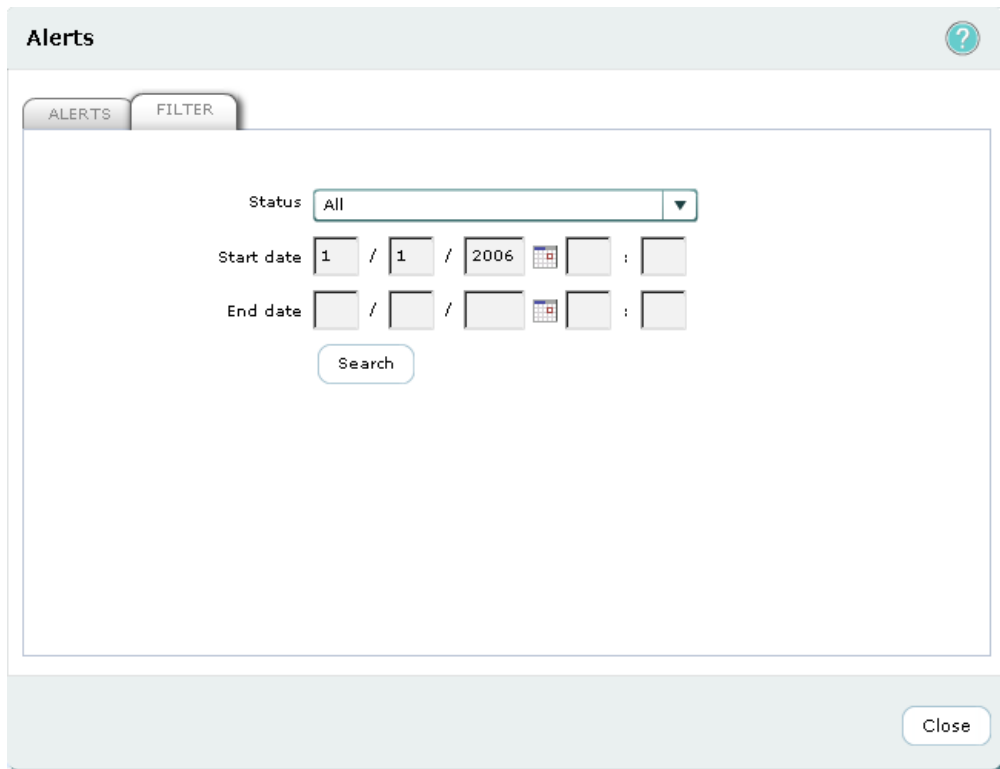 Alerts ?
ALERTS FILTER
Status All
Start date 1 / 1 / 2006 :
End date / / :
Search
Close